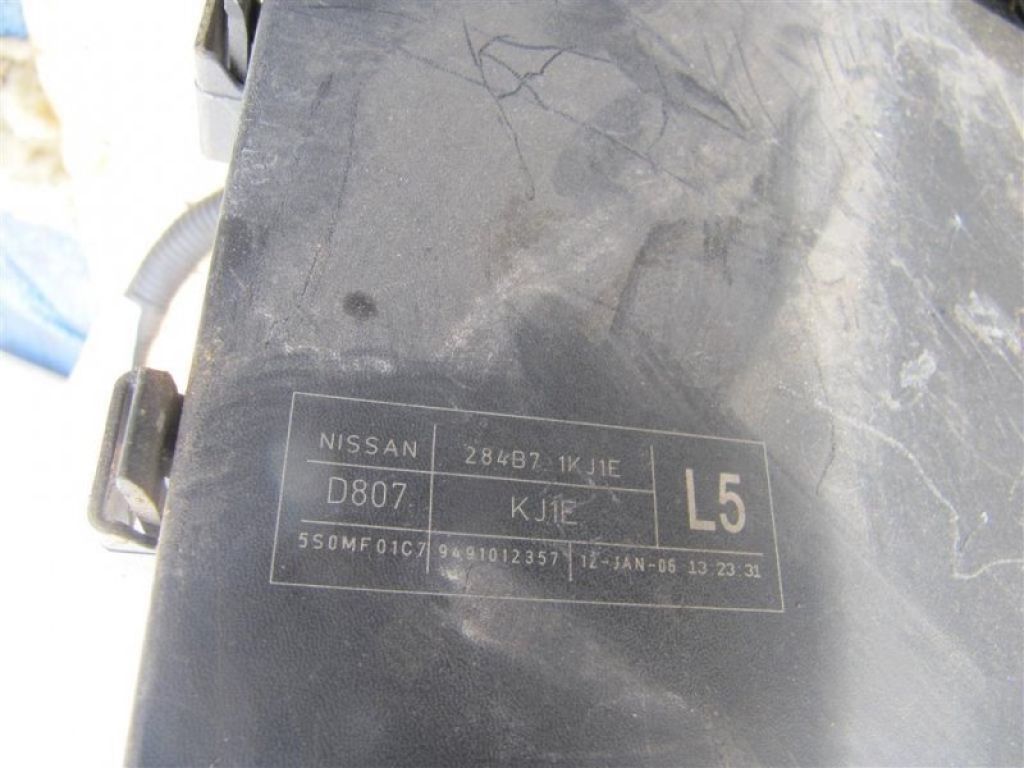 NISSAN 284B7 1KJ1E L5
D807 KJ1E
5S0MF01C7 9491012357 12-JAN-06 13 23 31